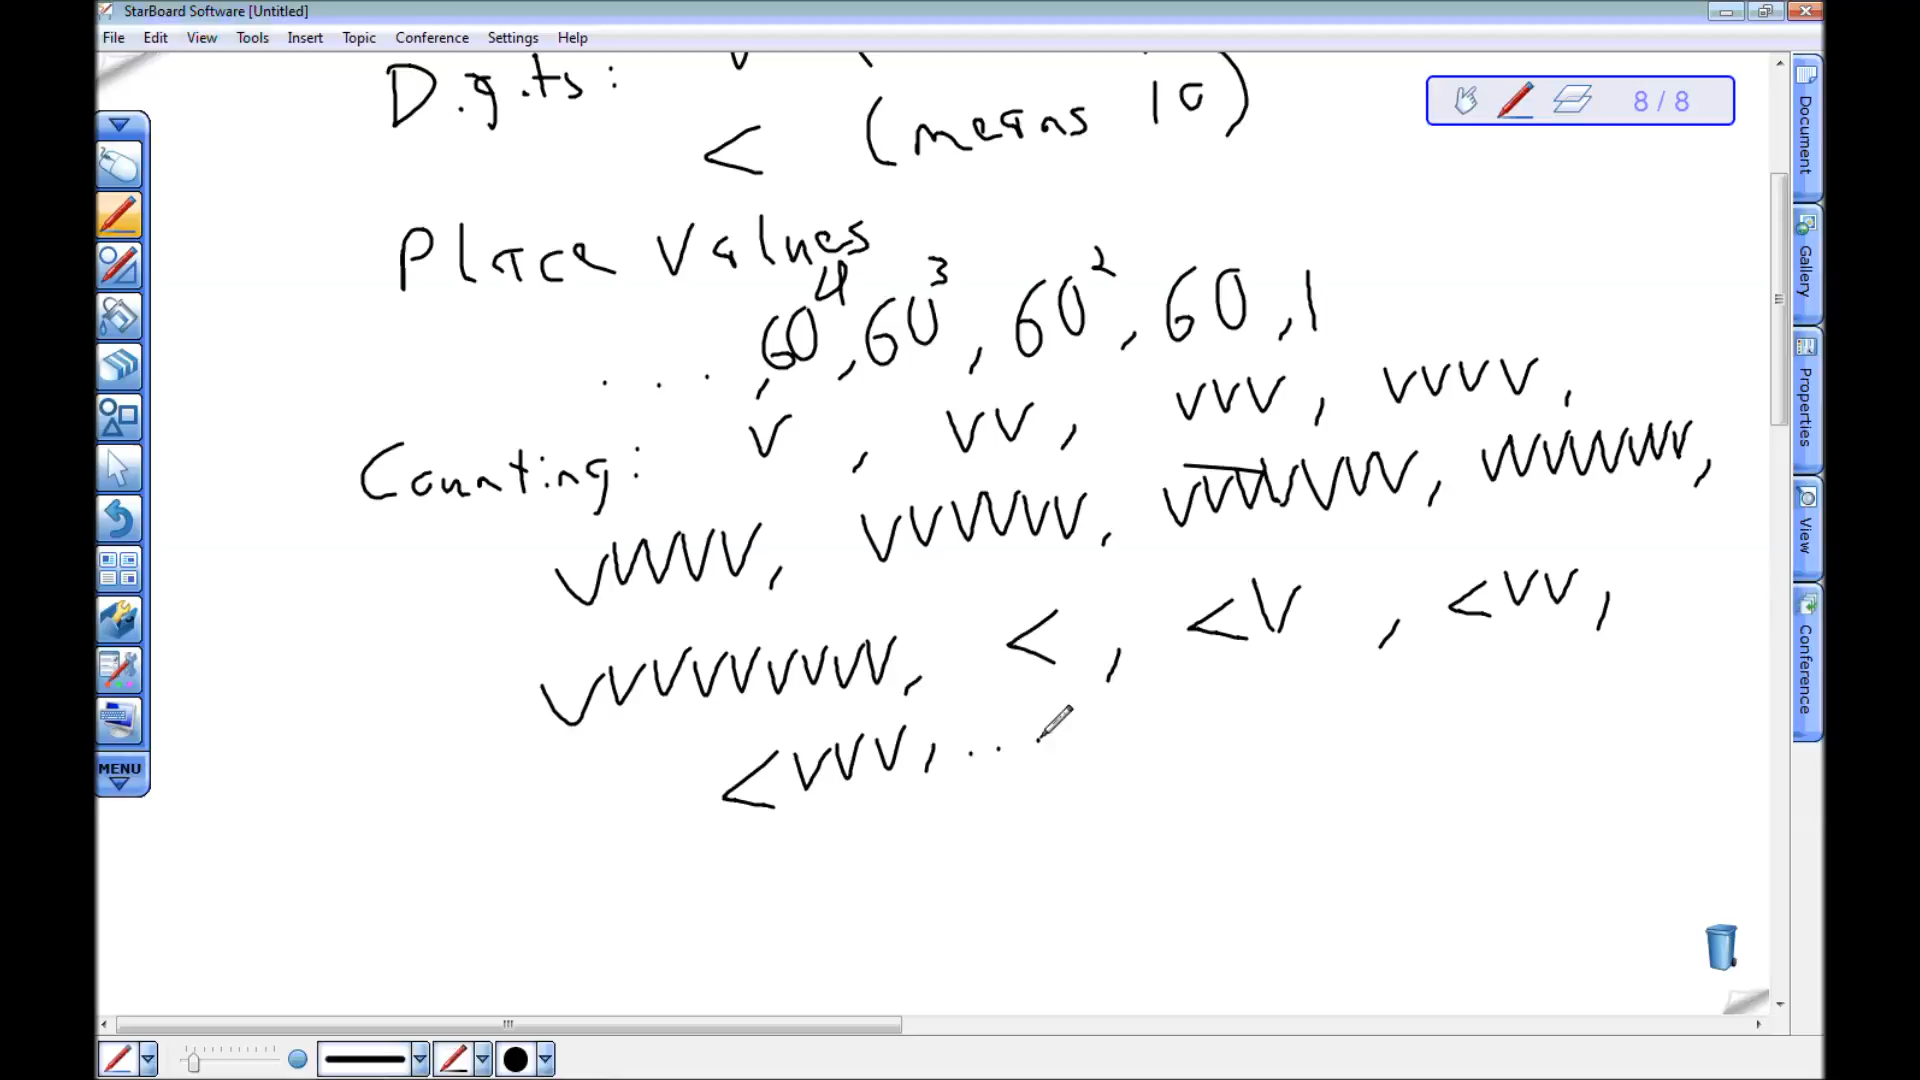 StarBoard Software [Untitled]
File Edit View Tools Insert Topic Conference Settings Help
8 / 8
Digits: v (
< (means 10)
Place Values
. . . , 60⁴, 60³, 60², 60, 1
Counting: v, vv, vvv, vvvv,
vvvvv, vvvvvv, vvvvvvv, vvvvvvvv,
vvvvvvvvv, <, <v, <vv,
<vvv, ...
MENU
Document
Gallery
Properties
View
Conference